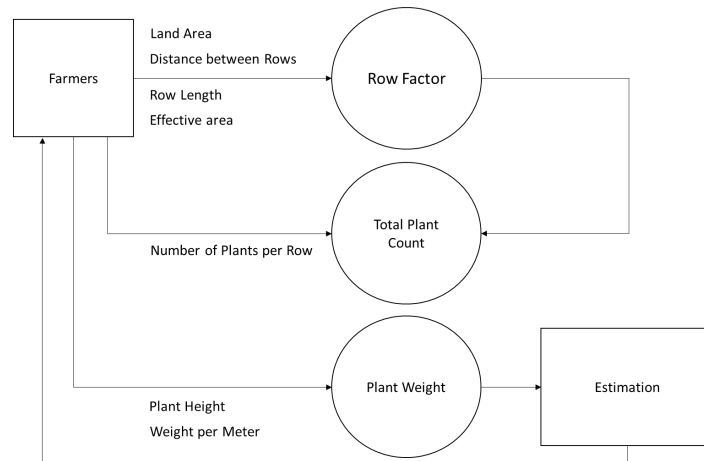 Land Area
Distance between Rows
Farmers
Row Factor
Row Length
Effective area
Total Plant
Count
Number of Plants per Row
Plant Weight
Estimation
Plant Height
Weight per Meter